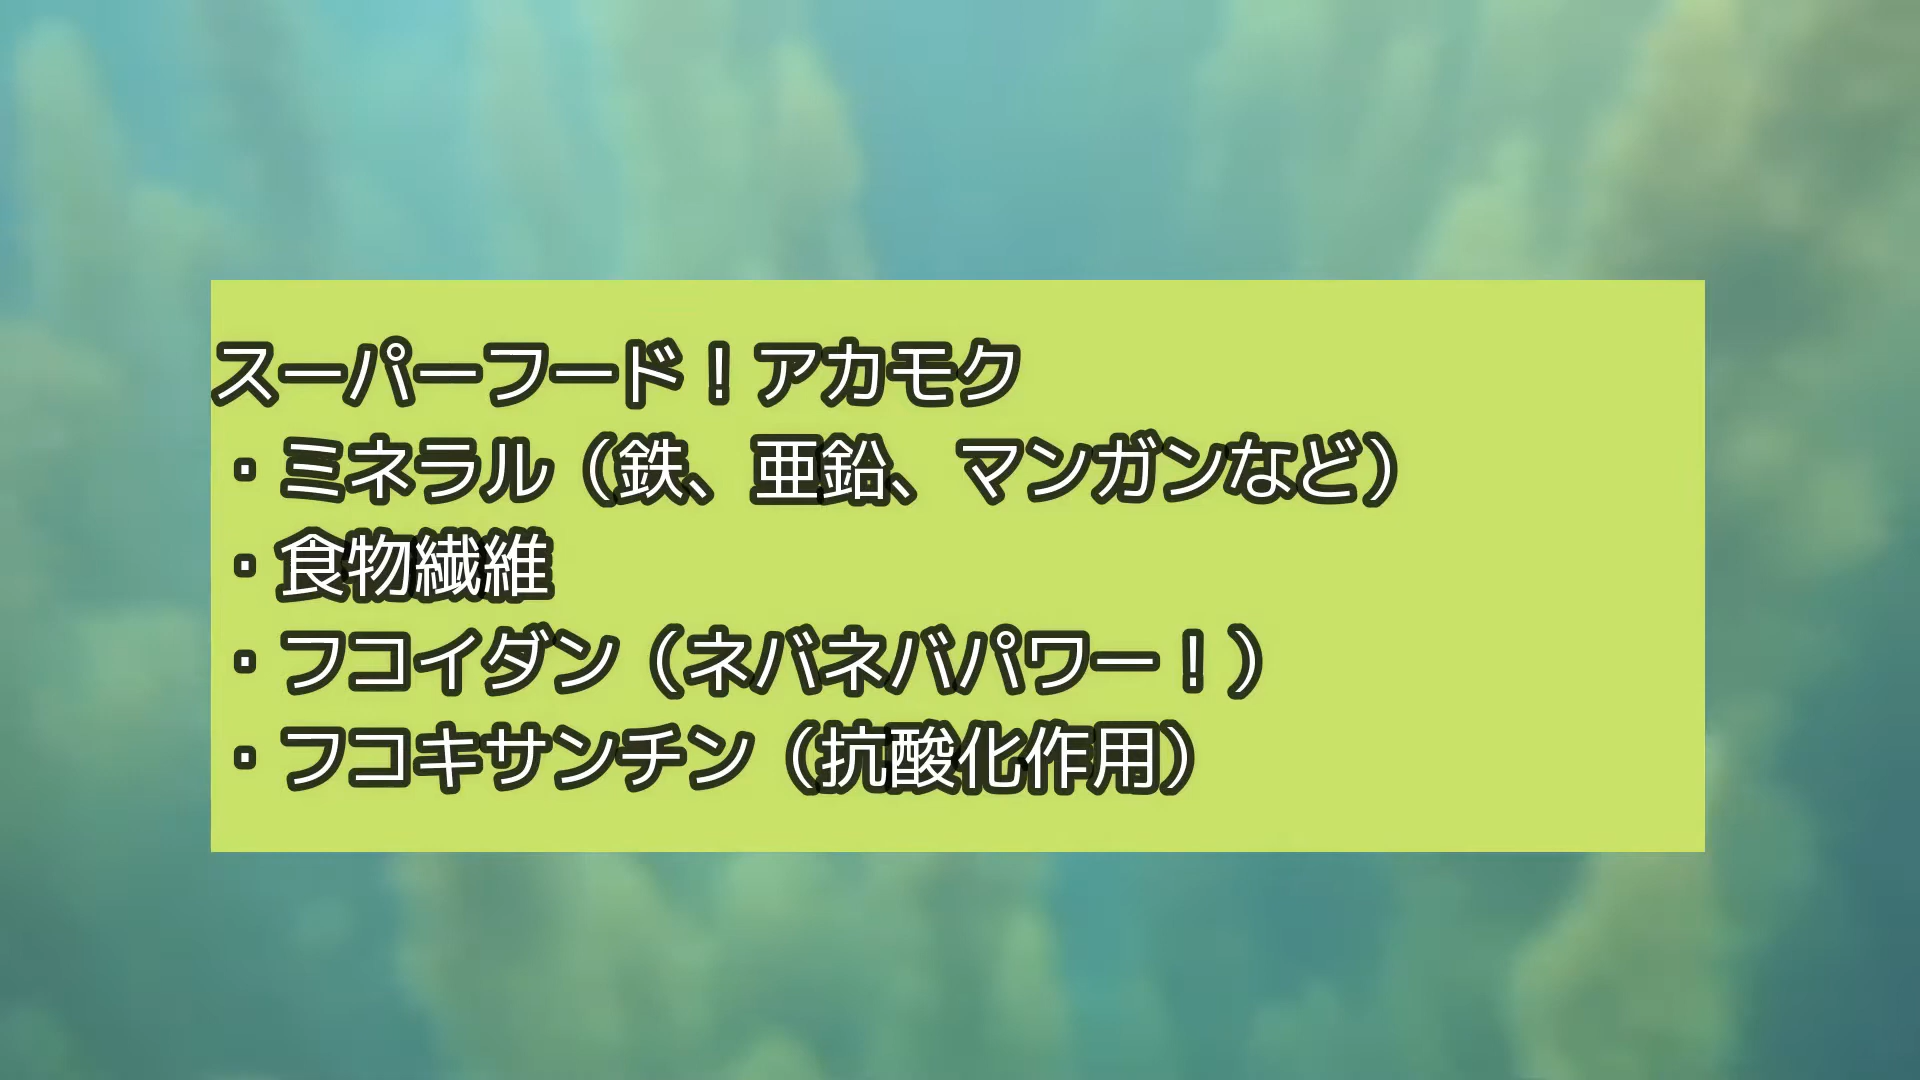 スーパーフード！アカモク
・ミネラル（鉄、亜鉛、マンガンなど）
・食物繊維
・フコイダン（ネバネバパワー！）
・フコキサンチン（抗酸化作用）